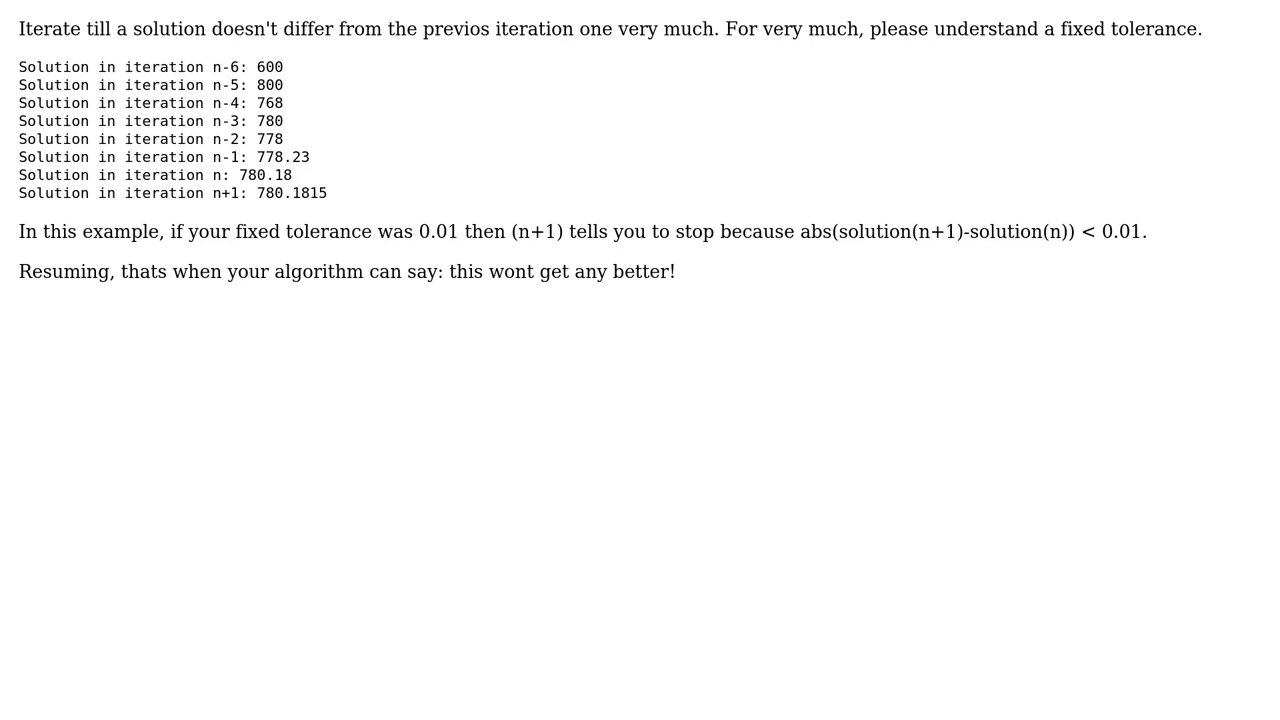 Iterate till a solution doesn't differ from the previos iteration one very much. For very much, please understand a fixed tolerance.
Solution in iteration n-6: 600
Solution in iteration n-5: 800
Solution in iteration n-4: 768
Solution in iteration n-3: 780
Solution in iteration n-2: 778
Solution in iteration n-1: 778.23
Solution in iteration n: 780.18
Solution in iteration n+1: 780.1815
In this example, if your fixed tolerance was 0.01 then (n+1) tells you to stop because abs(solution(n+1)-solution(n)) < 0.01.
Resuming, thats when your algorithm can say: this wont get any better!